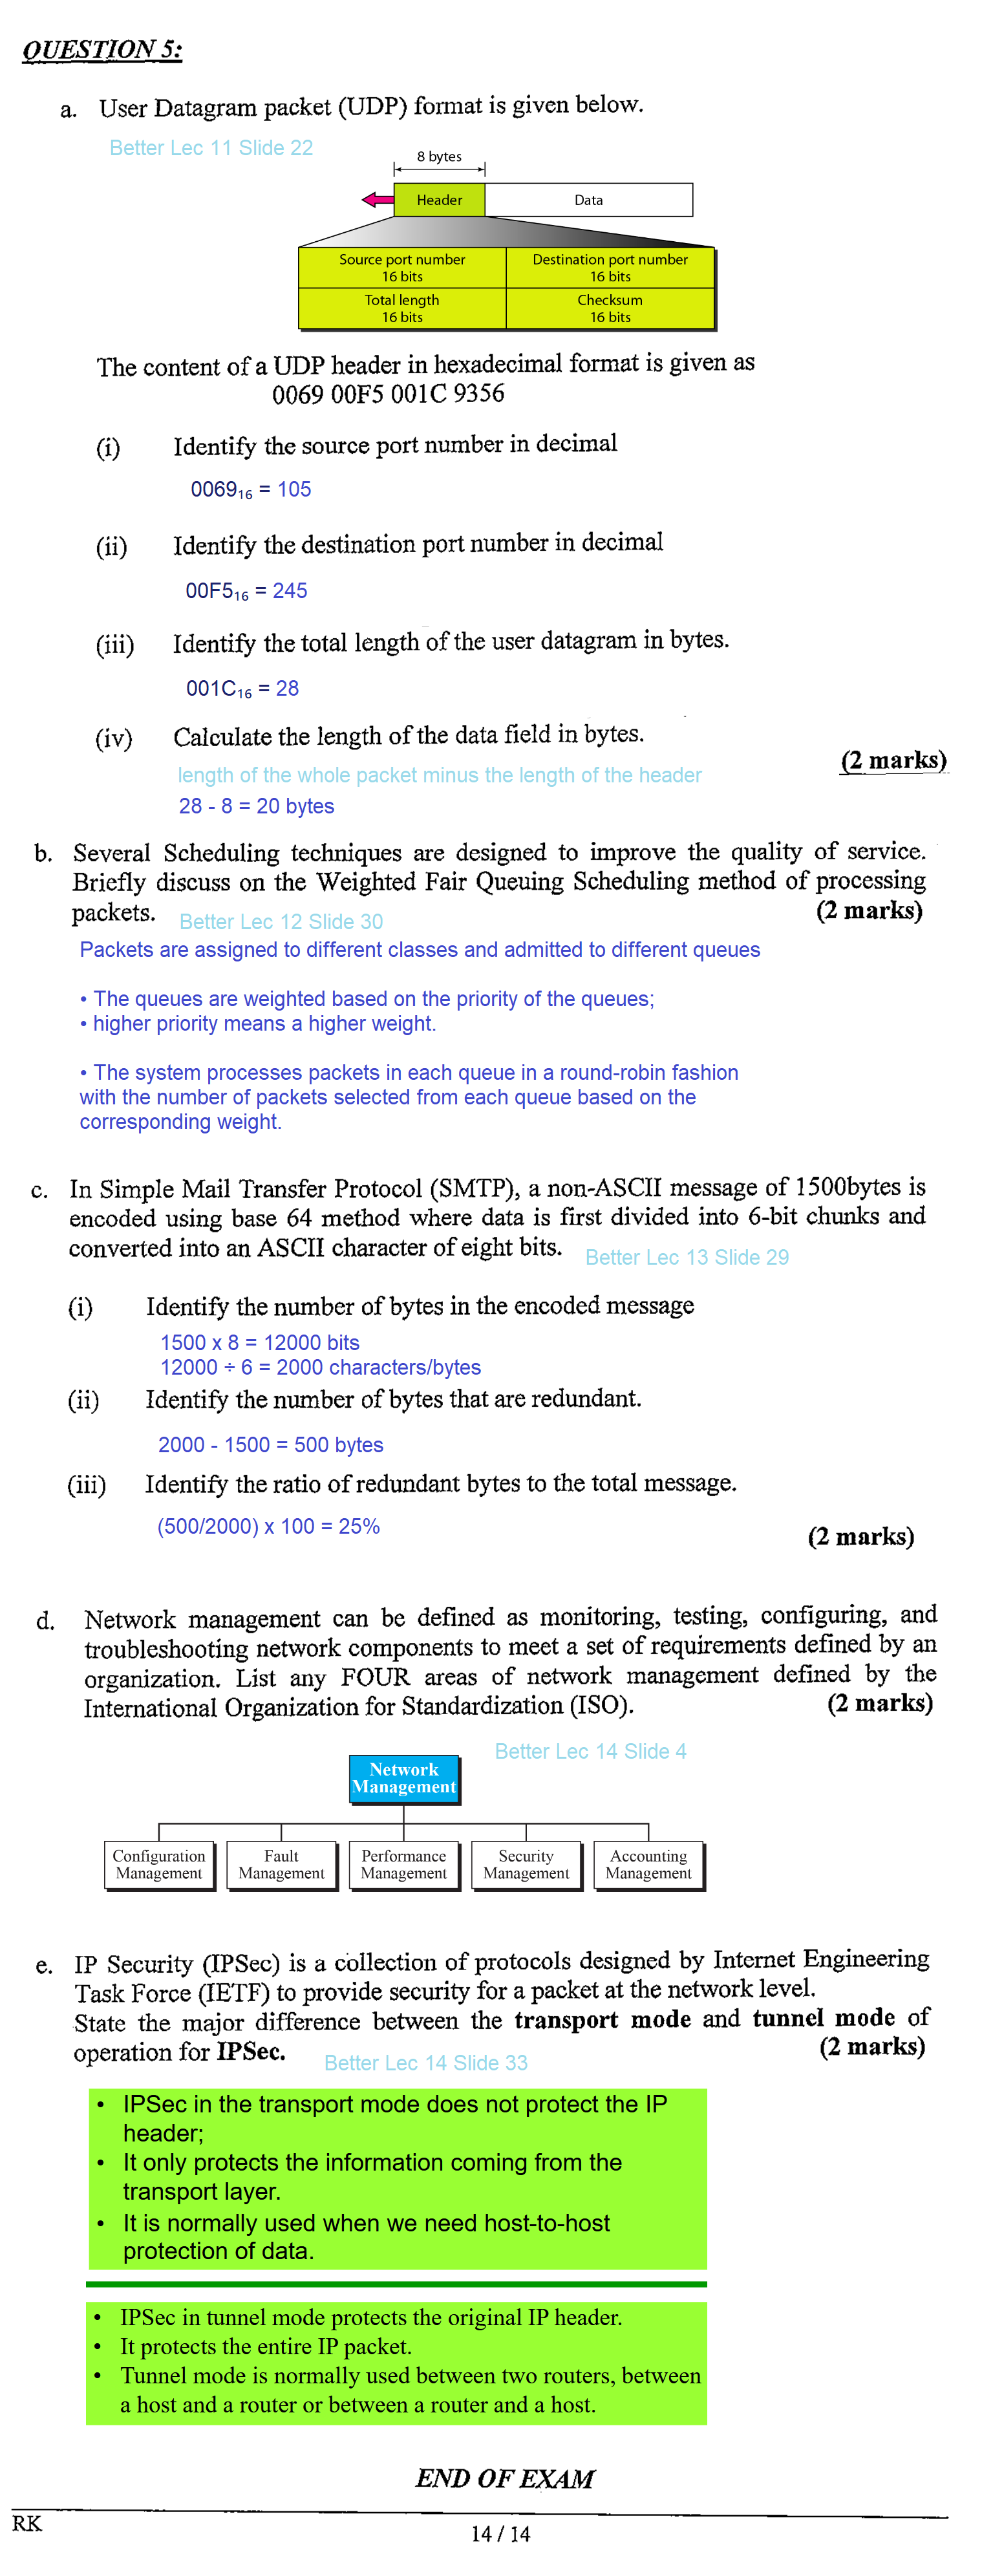 QUESTION 5:
a. User Datagram packet (UDP) format is given below.
Better Lec 11 Slide 22
8 bytes
Header Data
Source port number Destination port number
16 bits 16 bits
Total length Checksum
16 bits 16 bits
The content of a UDP header in hexadecimal format is given as
0069 00F5 001C 9356
(i) Identify the source port number in decimal
0069₁₆ = 105
(ii) Identify the destination port number in decimal
00F5₁₆ = 245
(iii) Identify the total length of the user datagram in bytes.
001C₁₆ = 28
(iv) Calculate the length of the data field in bytes.
(2 marks)
length of the whole packet minus the length of the header
28 - 8 = 20 bytes
b. Several Scheduling techniques are designed to improve the quality of service.
Briefly discuss on the Weighted Fair Queuing Scheduling method of processing
packets. Better Lec 12 Slide 30 (2 marks)
Packets are assigned to different classes and admitted to different queues
• The queues are weighted based on the priority of the queues;
• higher priority means a higher weight.
• The system processes packets in each queue in a round-robin fashion
with the number of packets selected from each queue based on the
corresponding weight.
c. In Simple Mail Transfer Protocol (SMTP), a non-ASCII message of 1500bytes is
encoded using base 64 method where data is first divided into 6-bit chunks and
converted into an ASCII character of eight bits. Better Lec 13 Slide 29
(i) Identify the number of bytes in the encoded message
1500 x 8 = 12000 bits
12000 ÷ 6 = 2000 characters/bytes
(ii) Identify the number of bytes that are redundant.
2000 - 1500 = 500 bytes
(iii) Identify the ratio of redundant bytes to the total message.
(500/2000) x 100 = 25%
(2 marks)
d. Network management can be defined as monitoring, testing, configuring, and
troubleshooting network components to meet a set of requirements defined by an
organization. List any FOUR areas of network management defined by the
International Organization for Standardization (ISO). (2 marks)
Better Lec 14 Slide 4
Network
Management
Configuration Fault Performance Security Accounting
Management Management Management Management Management
e. IP Security (IPSec) is a collection of protocols designed by Internet Engineering
Task Force (IETF) to provide security for a packet at the network level.
State the major difference between the transport mode and tunnel mode of
operation for IPSec. (2 marks)
Better Lec 14 Slide 33
• IPSec in the transport mode does not protect the IP
header;
• It only protects the information coming from the
transport layer.
• It is normally used when we need host-to-host
protection of data.
• IPSec in tunnel mode protects the original IP header.
• It protects the entire IP packet.
• Tunnel mode is normally used between two routers, between
a host and a router or between a router and a host.
END OF EXAM
RK
14 / 14